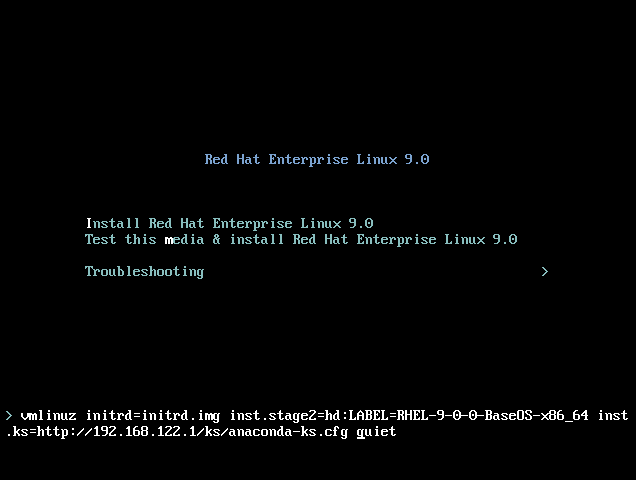 Red Hat Enterprise Linux 9.0
Install Red Hat Enterprise Linux 9.0
Test this media & install Red Hat Enterprise Linux 9.0
Troubleshooting >
> vmlinuz initrd=initrd.img inst.stage2=hd:LABEL=RHEL-9-0-0-BaseOS-x86_64 inst
.ks=http://192.168.122.1/ks/anaconda-ks.cfg quiet